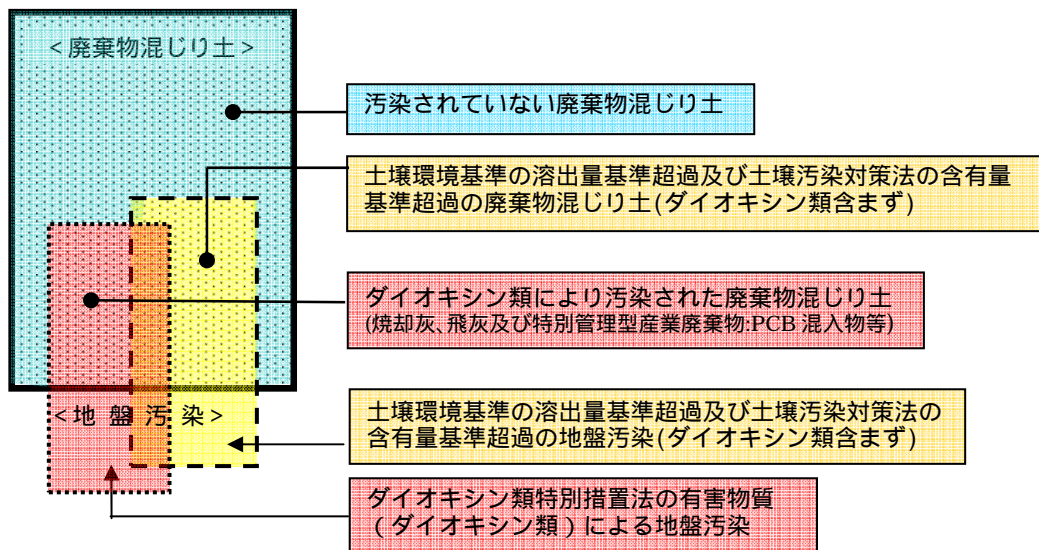 <廃棄物混じり土>
汚染されていない廃棄物混じり土
土壌環境基準の溶出量基準超過及び土壌汚染対策法の含有量
基準超過の廃棄物混じり土(ダイオキシン類含まず)
ダイオキシン類により汚染された廃棄物混じり土
(焼却灰、飛灰及び特別管理型産業廃棄物:PCB混入物等)
<地盤汚染>
土壌環境基準の溶出量基準超過及び土壌汚染対策法の
含有量基準超過の地盤汚染(ダイオキシン類含まず)
ダイオキシン類特別措置法の有害物質
(ダイオキシン類)による地盤汚染